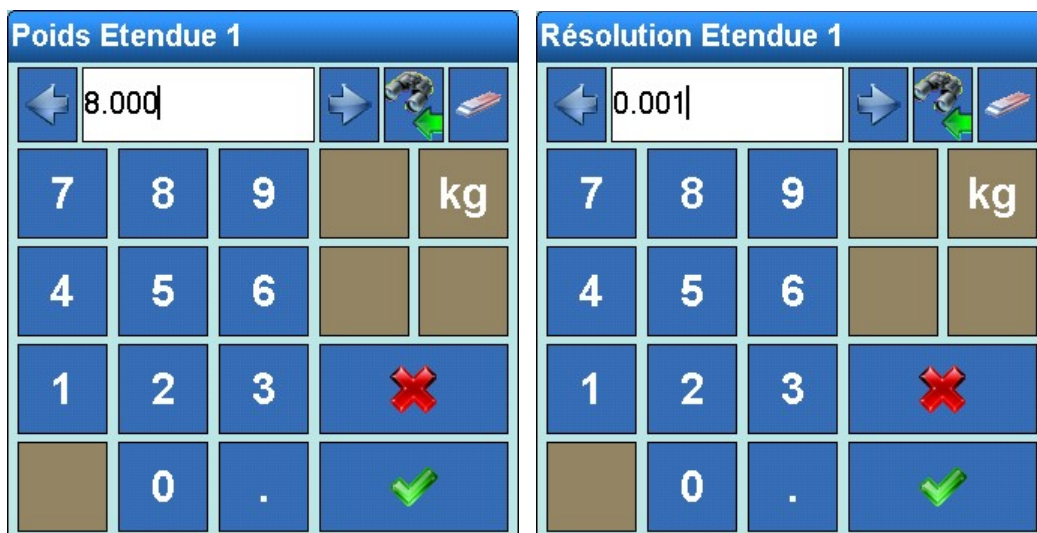 Poids Etendue 1
8.000
7 8 9 kg
4 5 6
1 2 3
0 .
Résolution Etendue 1
0.001
7 8 9 kg
4 5 6
1 2 3
0 .